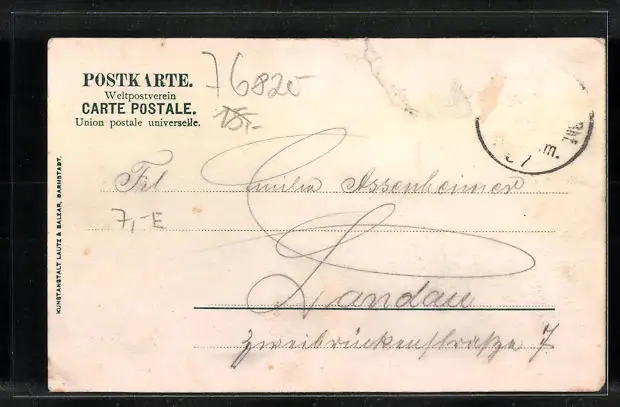 POSTKARTE.
Weltpostverein
CARTE POSTALE.
Union postale universelle.
76825
15,-
Frl Emilie Assenheimer
7,-E
Landau
Zweibrückenstraße 7
KUNSTANSTALT LAUTZ & BALZAR, DARMSTADT.